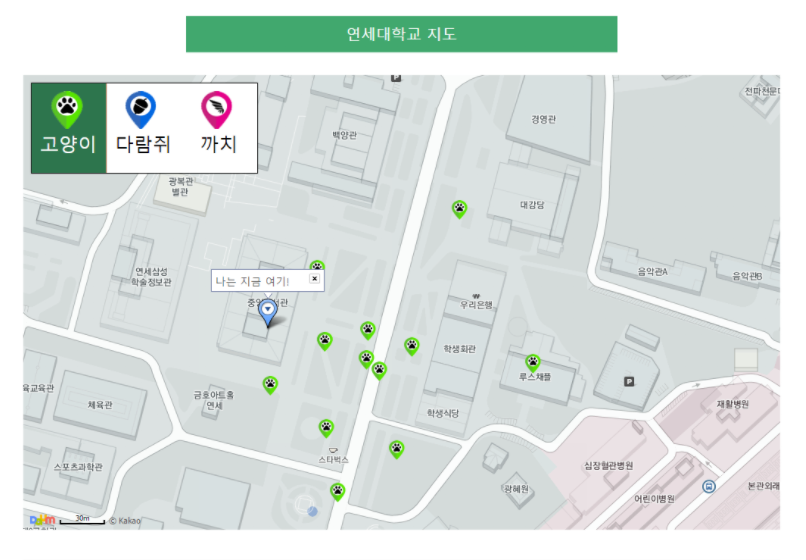 연세대학교 지도
고양이
다람쥐
까치
P
전파천문대
백양관
경영관
광복관
별관
대강당
연세삼성
학술정보관
나는 지금 여기!
음악관A
음악관B
우리은행
학생회관
루스채플
P
육교육관
체육관
금호아트홀
연세
학생식당
재활병원
스타벅스
스포츠과학관
심장혈관병원
광혜원
어린이병원
본관외래
Daum
30m
© Kakao